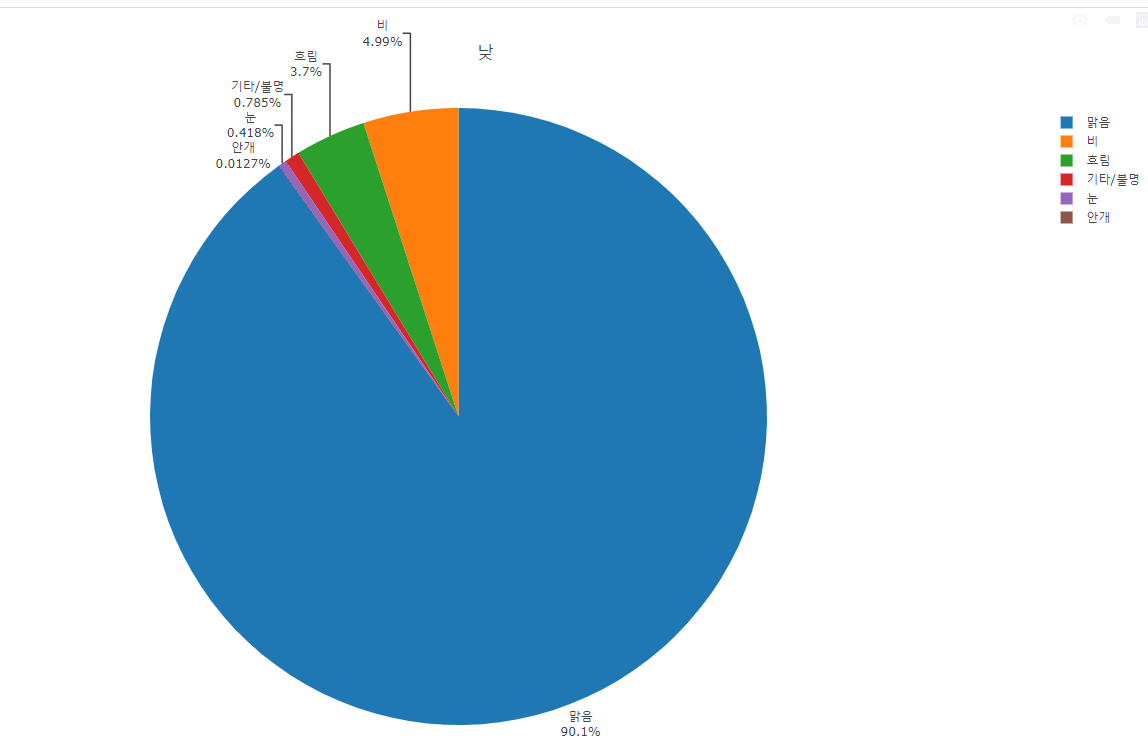 낮
비
4.99%
흐림
3.7%
기타/불명
0.785%
눈
0.418%
안개
0.0127%
맑음
90.1%
맑음
비
흐림
기타/불명
눈
안개